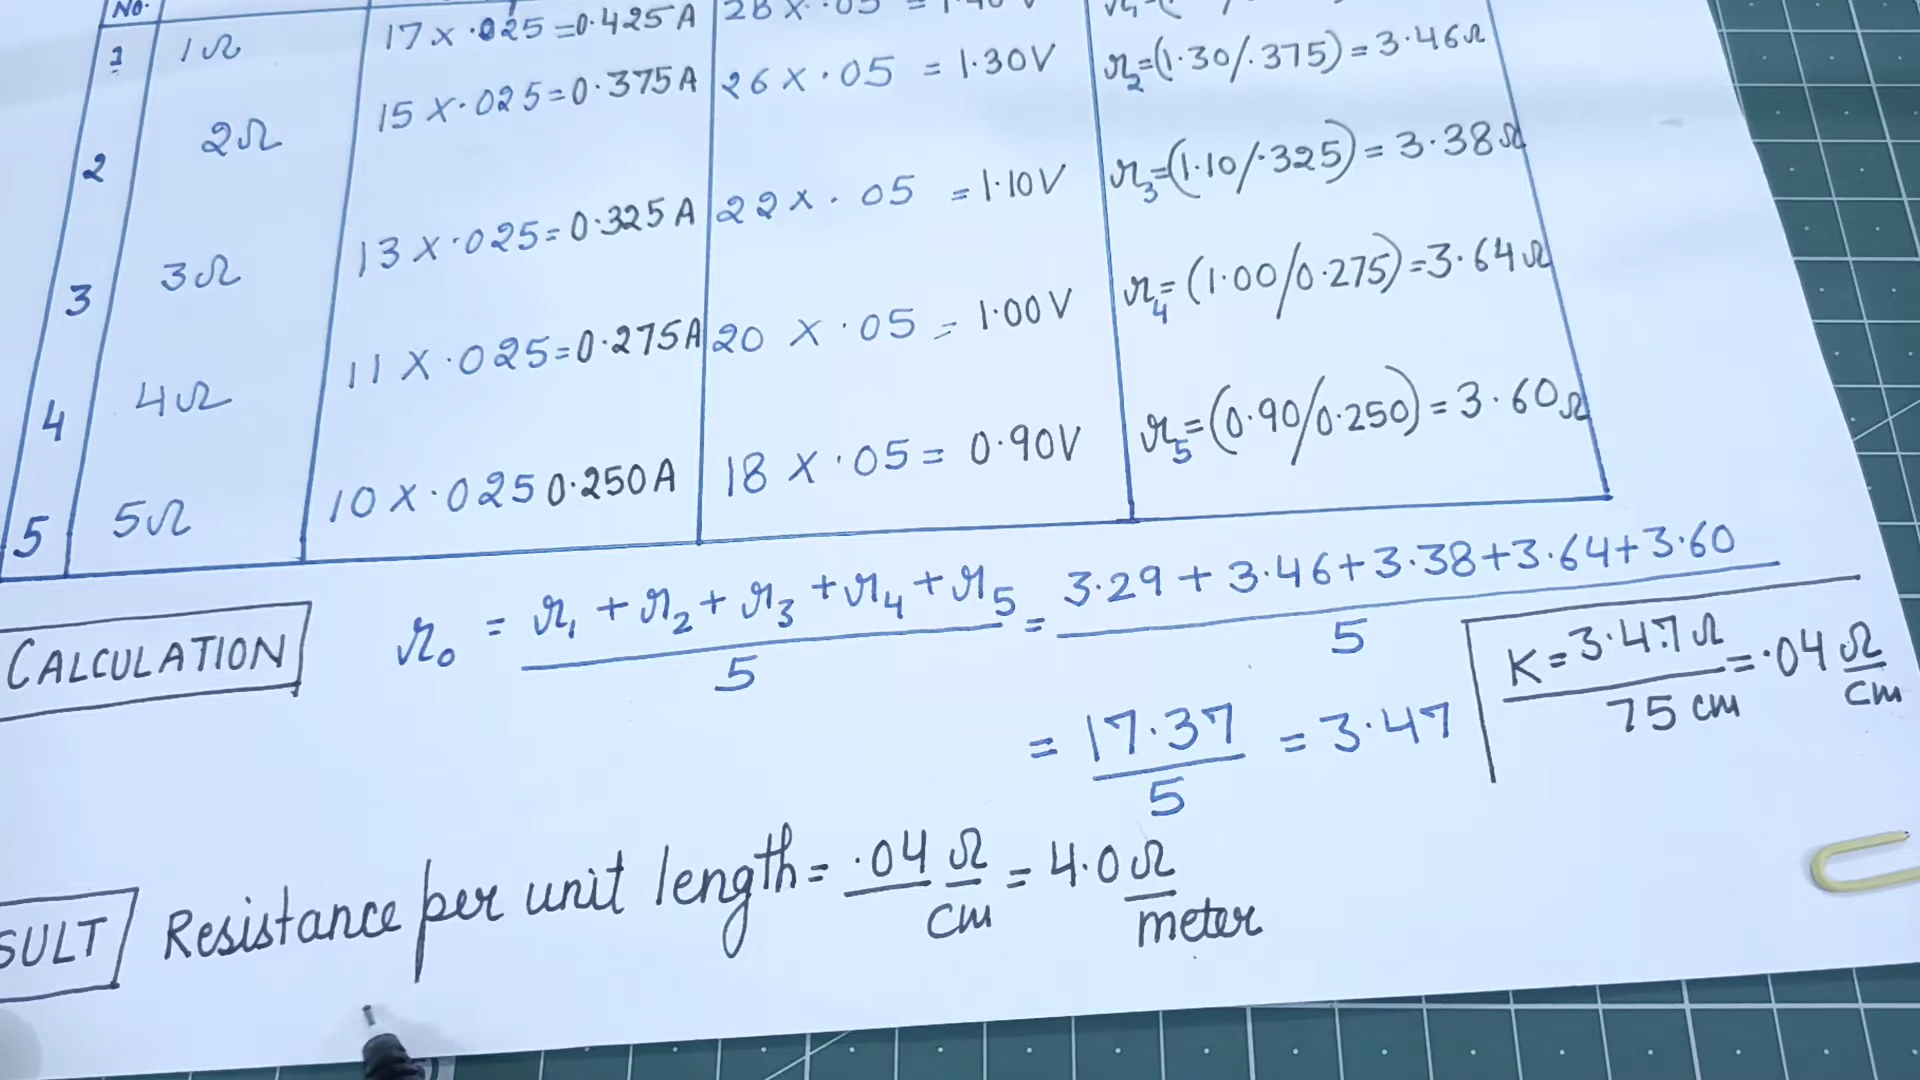 No.
1 1Ω 17 x .025 =0.425 A 28 x .05 = 1.40 V
2 2Ω 15 x .025=0.375 A 26 x .05 = 1.30V r2=(1.30/.375) = 3.46Ω
3 3Ω 13 x .025=0.325 A 22x .05 = 1.10V r3=(1.10/.325) = 3.38Ω
4 4Ω 11 x .025=0.275A 20 x .05 = 1.00V r4= (1.00/0.275)=3.64Ω
5 5Ω 10 x .025 0.250A 18 x .05= 0.90V r5=(0.90/0.250) = 3.60Ω
CALCULATION r0 = r1 + r2 + r3 + r4 + r5 / 5 = 3.29 + 3.46+3.38+3.64+3.60 / 5
= 17.37 / 5 = 3.47
K = 3.47Ω / 75 cm = .04 Ω/cm
SULT Resistance per unit length = .04 Ω/cm = 4.0 Ω/meter